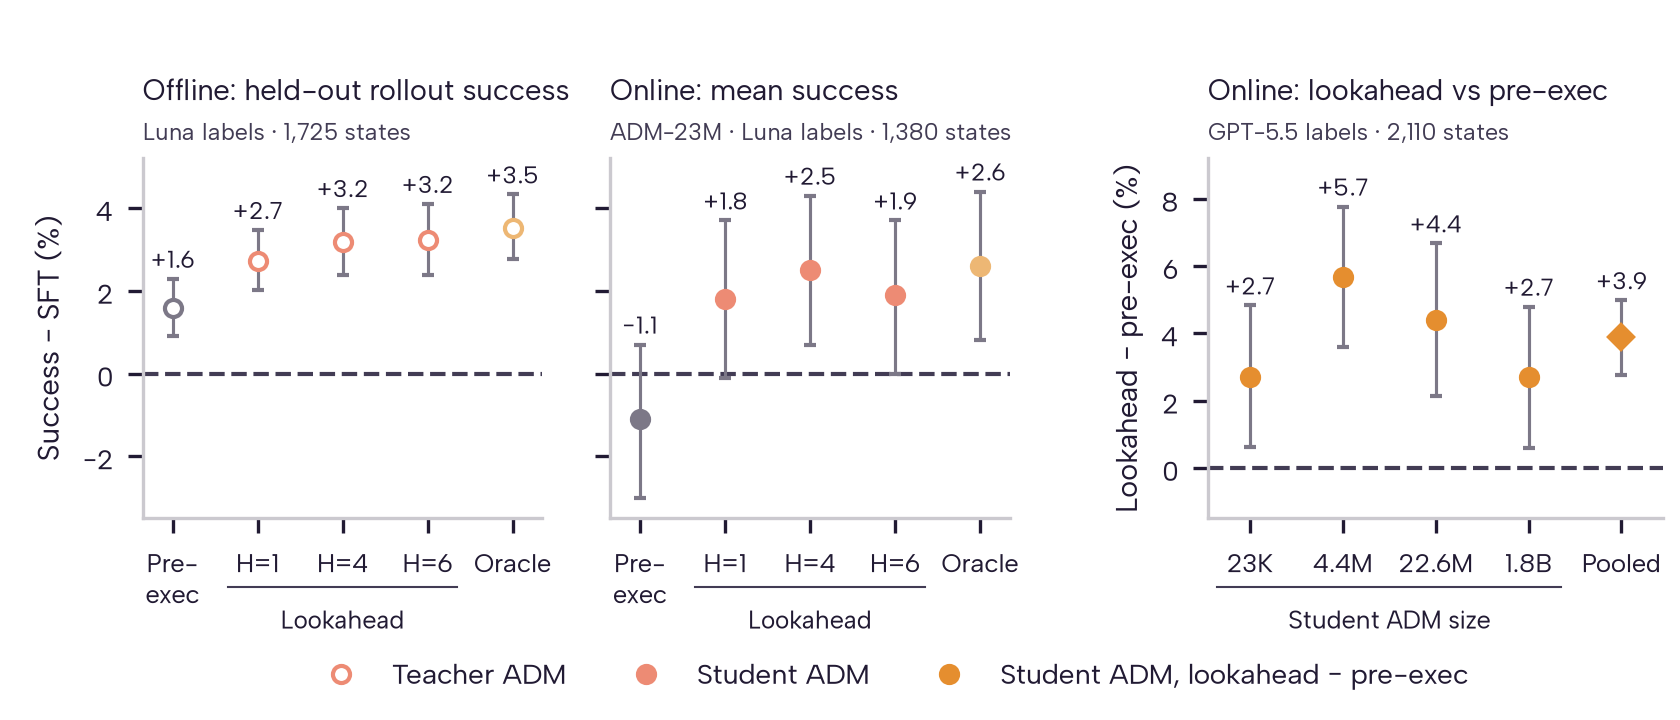 Offline: held-out rollout success
Luna labels · 1,725 states
Success - SFT (%)
4
2
0
-2
+1.6
+2.7
+3.2
+3.2
+3.5
Pre-exec
H=1
H=4
H=6
Oracle
Lookahead
Online: mean success
ADM-23M · Luna labels · 1,380 states
-1.1
+1.8
+2.5
+1.9
+2.6
Pre-exec
H=1
H=4
H=6
Oracle
Lookahead
Online: lookahead vs pre-exec
GPT-5.5 labels · 2,110 states
Lookahead - pre-exec (%)
8
6
4
2
0
+2.7
+5.7
+4.4
+2.7
+3.9
23K
4.4M
22.6M
1.8B
Pooled
Student ADM size
Teacher ADM
Student ADM
Student ADM, lookahead - pre-exec